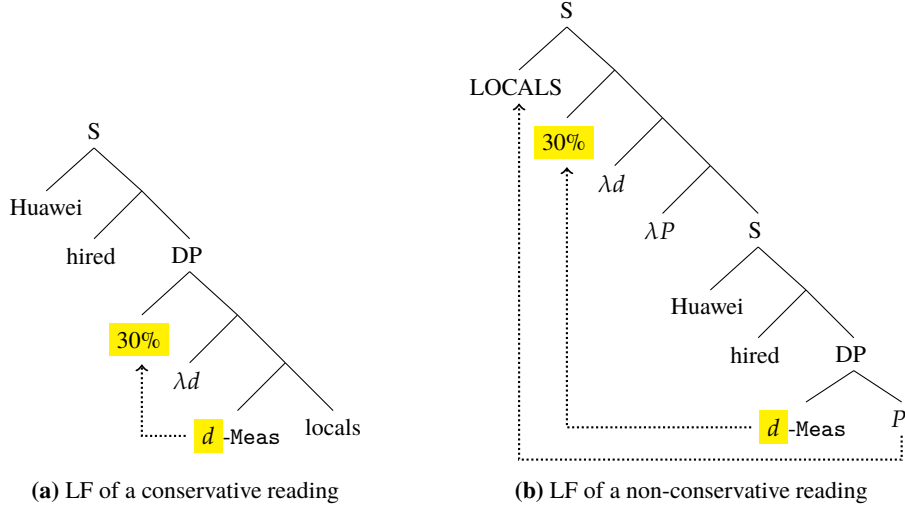 S
Huawei
hired
DP
30%
λd
d-Meas
locals
(a) LF of a conservative reading
S
LOCALS
30%
λd
λP
S
Huawei
hired
DP
d-Meas
P
(b) LF of a non-conservative reading